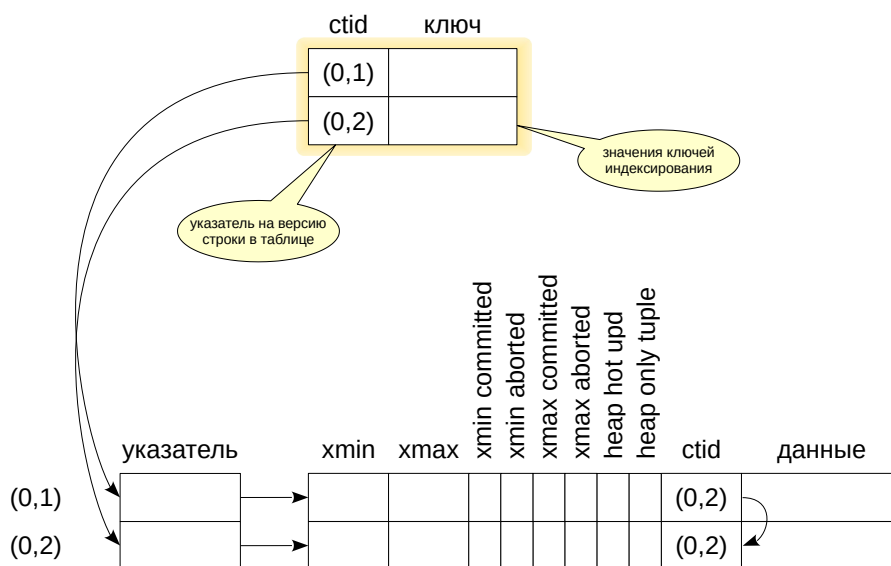 ctid ключ
(0,1)
(0,2)
значения ключей
индексирования
указатель на версию
строки в таблице
указатель xmin xmax xmin committed xmin aborted xmax committed xmax aborted heap hot upd heap only tuple ctid данные
(0,1) (0,2)
(0,2) (0,2)